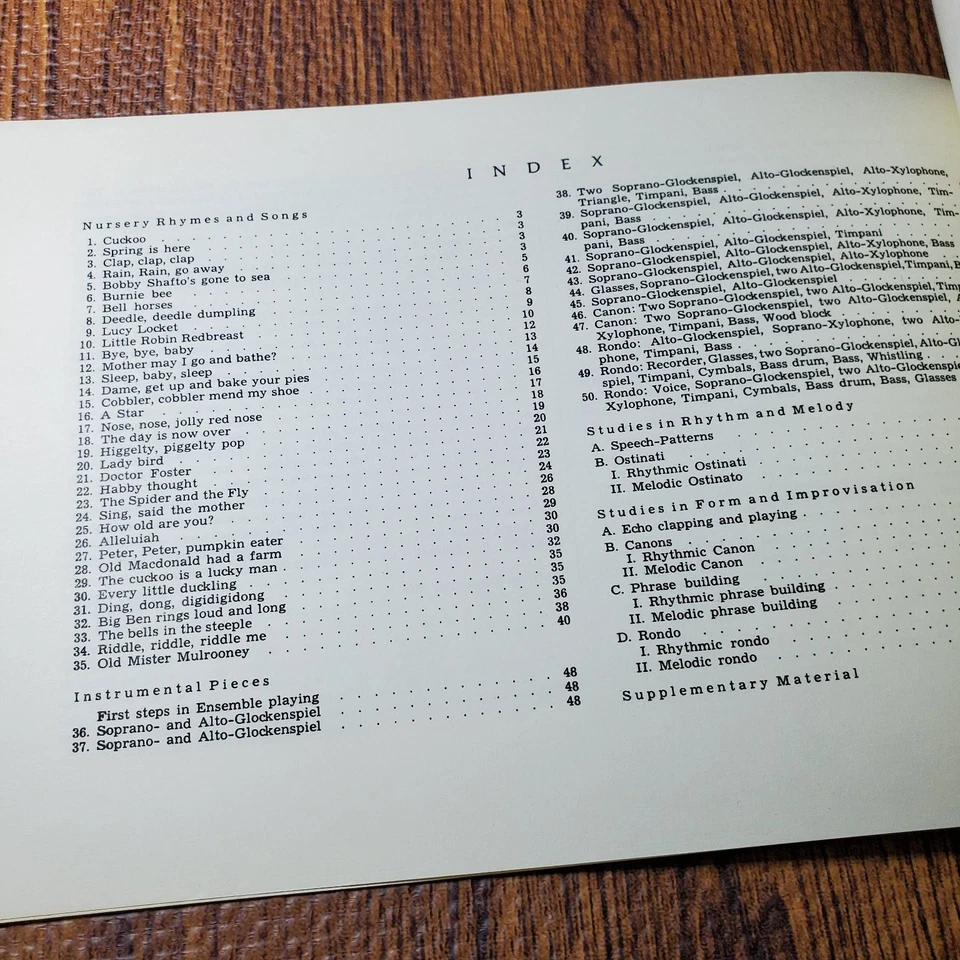 INDEX
Nursery Rhymes and Songs
1. Cuckoo . . . 3
2. Spring is here . . . 3
3. Clap, clap, clap . . . 3
4. Rain, Rain, go away . . . 3
5. Bobby Shafto's gone to sea . . . 5
6. Burnie bee . . . 6
7. Bell horses . . . 7
8. Deedle, deedle dumpling . . . 8
9. Lucy Locket . . . 9
10. Little Robin Redbreast . . . 10
11. Bye, bye, baby . . . 12
12. Mother may I go and bathe? . . . 13
13. Sleep, baby, sleep . . . 14
14. Dame, get up and bake your pies . . . 15
15. Cobbler, cobbler mend my shoe . . . 16
16. A Star . . . 17
17. Nose, nose, jolly red nose . . . 18
18. The day is now over . . . 19
19. Higgelty, piggelty pop . . . 20
20. Lady bird . . . 21
21. Doctor Foster . . . 22
22. Habby thought . . . 23
23. The Spider and the Fly . . . 24
24. Sing, said the mother . . . 26
25. How old are you? . . . 28
26. Alleluiah . . . 29
27. Peter, Peter, pumpkin eater . . . 30
28. Old Macdonald had a farm . . . 30
29. The cuckoo is a lucky man . . . 32
30. Every little duckling . . . 35
31. Ding, dong, digidigidong . . . 35
32. Big Ben rings loud and long . . . 35
33. The bells in the steeple . . . 36
34. Riddle, riddle, riddle me . . . 38
35. Old Mister Mulrooney . . . 40
Instrumental Pieces
First steps in Ensemble playing . . . 48
36. Soprano- and Alto-Glockenspiel . . . 48
37. Soprano- and Alto-Glockenspiel . . . 48
38. Two Soprano-Glockenspiel, Alto-Glockenspiel, Alto-Xylophone,
Triangle, Timpani, Bass
39. Soprano-Glockenspiel, Alto-Glockenspiel, Alto-Xylophone, Tim-
pani, Bass
40. Soprano-Glockenspiel, Alto-Glockenspiel, Alto-Xylophone, Tim-
pani, Bass
41. Soprano-Glockenspiel, Alto-Glockenspiel, Timpani
42. Soprano-Glockenspiel, Alto-Glockenspiel, Alto-Xylophone, Bass
43. Soprano-Glockenspiel, Alto-Glockenspiel, Alto-Xylophone
44. Glasses, Soprano-Glockenspiel, two Alto-Glockenspiel, Timpani, B
45. Soprano-Glockenspiel, Alto-Glockenspiel
46. Canon: Two Soprano-Glockenspiel, two Alto-Glockenspiel, Timp
47. Canon: Two Soprano-Glockenspiel, two Alto-Glockenspiel, A
Xylophone, Timpani, Bass, Wood block
48. Rondo: Alto-Glockenspiel, Soprano-Xylophone, two Alto-
phone, Timpani, Bass
49. Rondo: Recorder, Glasses, two Soprano-Glockenspiel, Alto-Gl
spiel, Timpani, Cymbals, Bass drum, Bass, Whistling
50. Rondo: Voice, Soprano-Glockenspiel, two Alto-Glockenspiel
Xylophone, Timpani, Cymbals, Bass drum, Bass, Glasses
Studies in Rhythm and Melody
A. Speech-Patterns
B. Ostinati
I. Rhythmic Ostinati
II. Melodic Ostinato
Studies in Form and Improvisation
A. Echo clapping and playing
B. Canons
I. Rhythmic Canon
II. Melodic Canon
C. Phrase building
I. Rhythmic phrase building
II. Melodic phrase building
D. Rondo
I. Rhythmic rondo
II. Melodic rondo
Supplementary Material